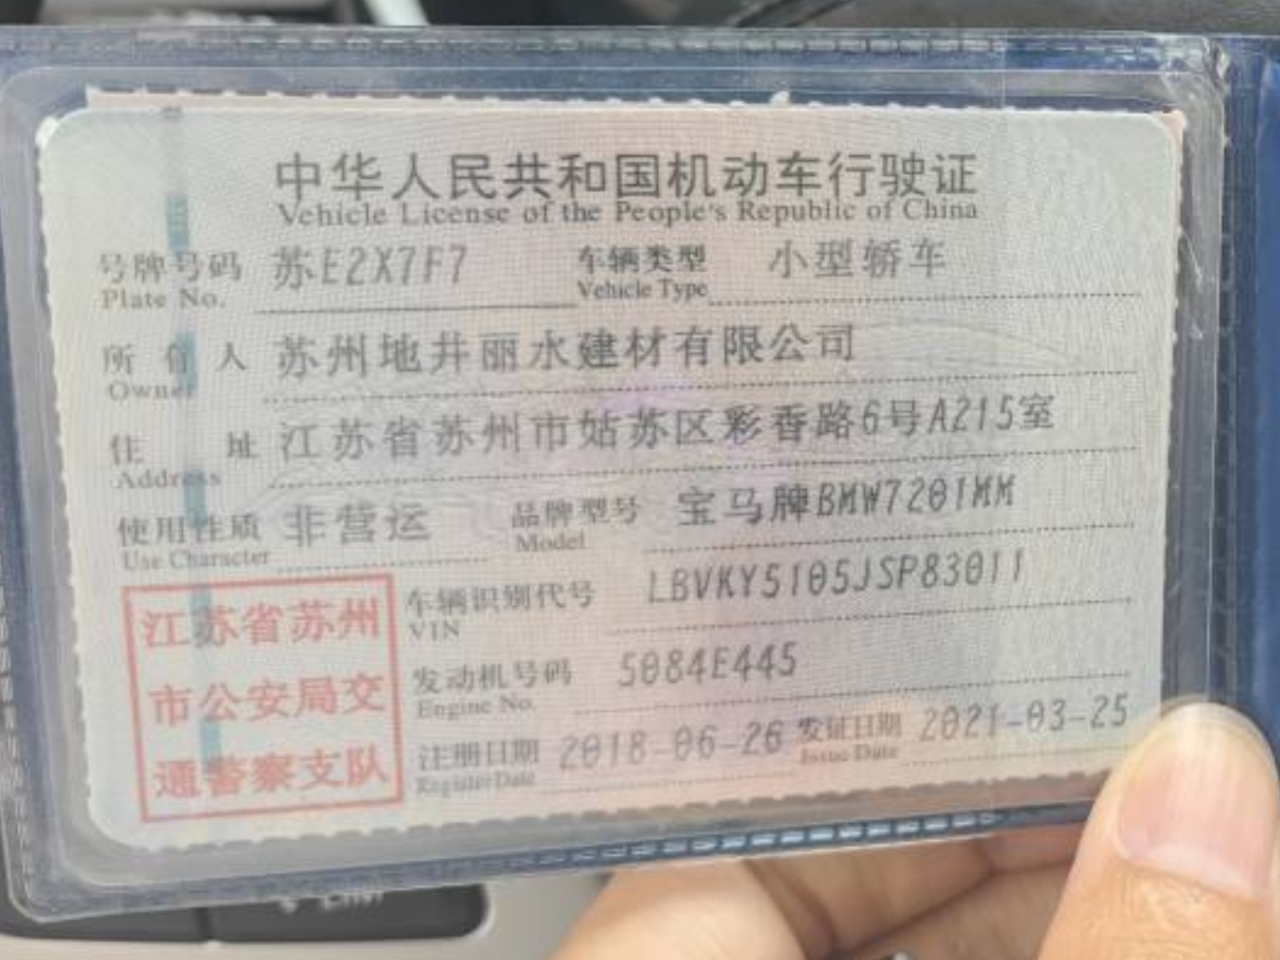 中华人民共和国机动车行驶证
Vehicle License of the People's Republic of China
号牌号码 苏E2X7F7 车辆类型 小型轿车
Plate No. Vehicle Type
所有人 苏州地井丽水建材有限公司
Owner
住址 江苏省苏州市姑苏区彩香路6号A215室
Address
使用性质 非营运 品牌型号 宝马牌BMW7201MM
Use Character Model
江苏省苏州
市公安局交
通警察支队
车辆识别代号 LBVKY5105JSP83011
VIN
发动机号码 5084E445
Engine No.
注册日期 2018-06-26 发证日期 2021-03-25
Register Date Issue Date